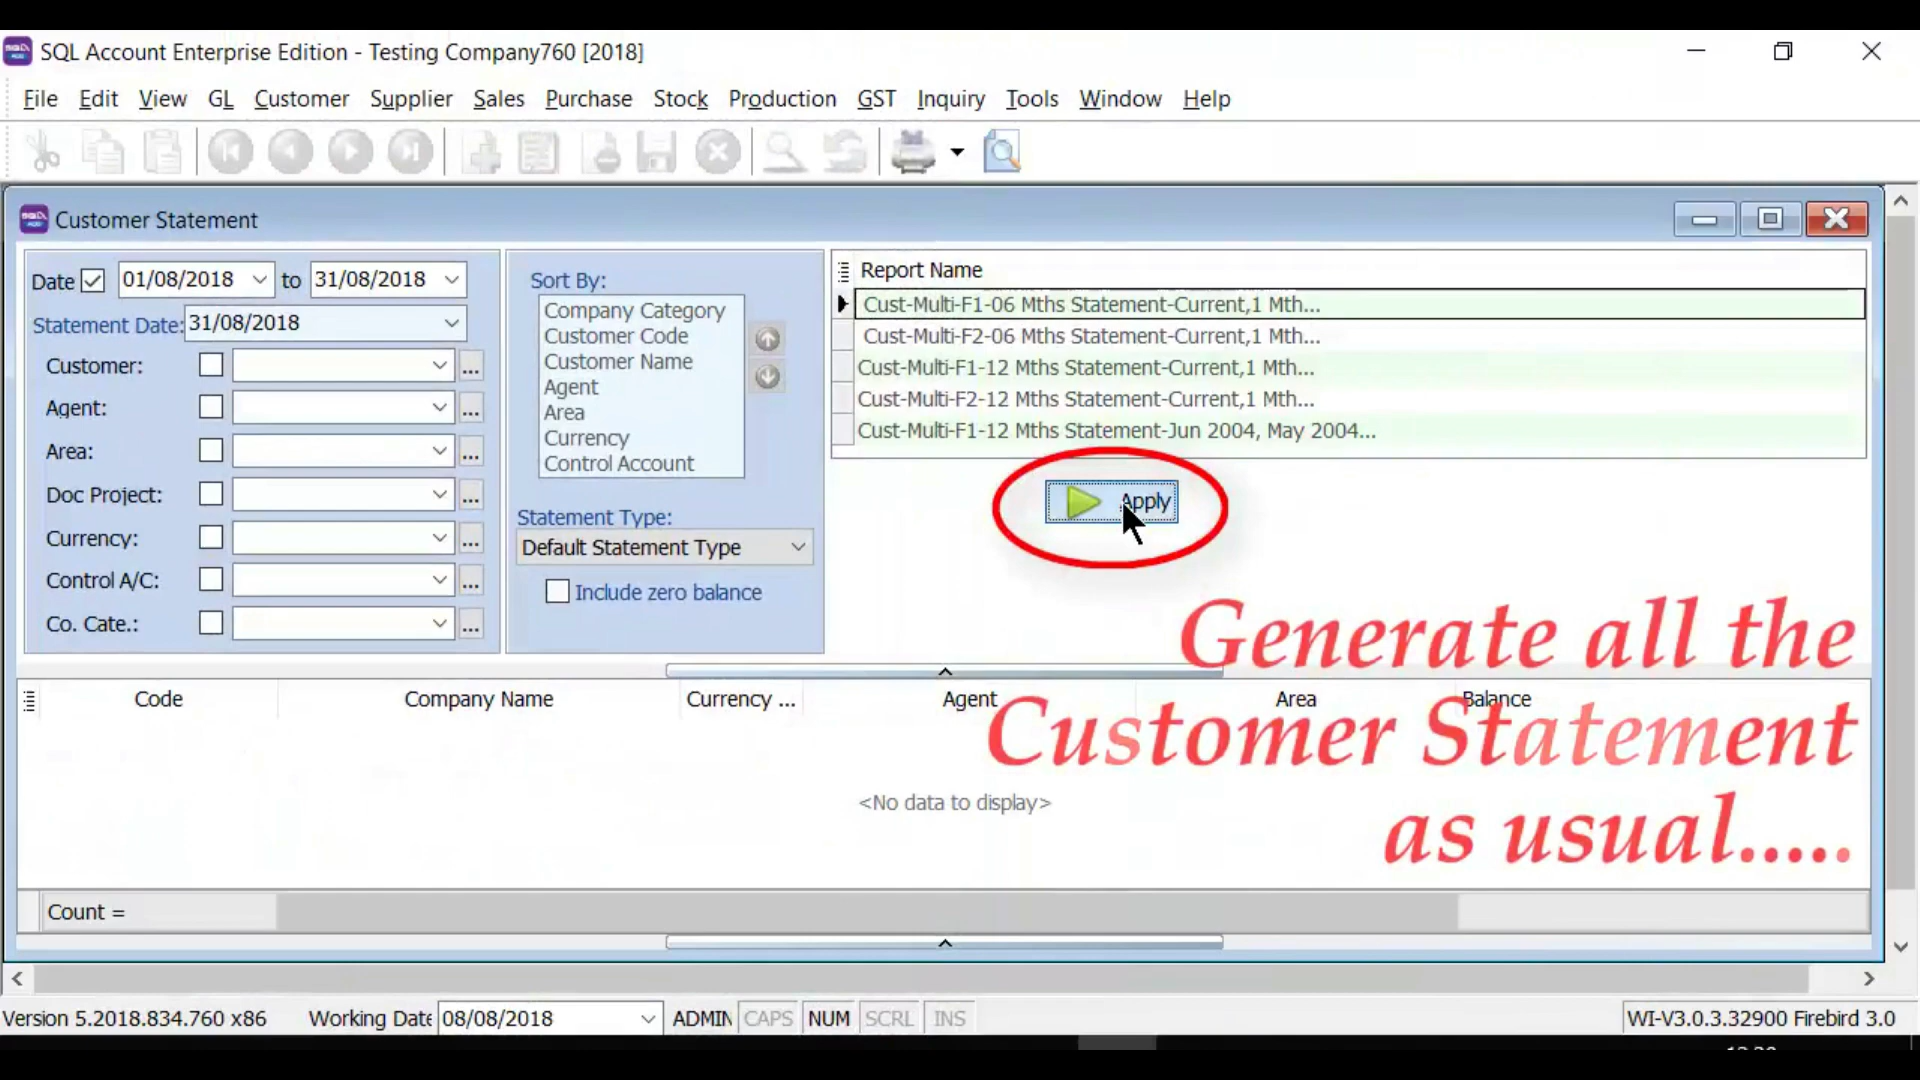 SQL Account Enterprise Edition - Testing Company760 [2018]
File Edit View GL Customer Supplier Sales Purchase Stock Production GST Inquiry Tools Window Help
Customer Statement
Date 01/08/2018 to 31/08/2018
Statement Date: 31/08/2018
Customer: ...
Agent: ...
Area: ...
Doc Project: ...
Currency: ...
Control A/C: ...
Co. Cate.: ...
Sort By:
Company Category
Customer Code
Customer Name
Agent
Area
Currency
Control Account
Statement Type:
Default Statement Type
Include zero balance
Report Name
Cust-Multi-F1-06 Mths Statement-Current,1 Mth...
Cust-Multi-F2-06 Mths Statement-Current,1 Mth...
Cust-Multi-F1-12 Mths Statement-Current,1 Mth...
Cust-Multi-F2-12 Mths Statement-Current,1 Mth...
Cust-Multi-F1-12 Mths Statement-Jun 2004, May 2004...
Apply
Generate all the
Customer Statement
as usual.....
Code Company Name Currency ... Agent Area Balance
<No data to display>
Count =
Version 5.2018.834.760 x86 Working Date 08/08/2018 ADMIN CAPS NUM SCRL INS WI-V3.0.3.32900 Firebird 3.0